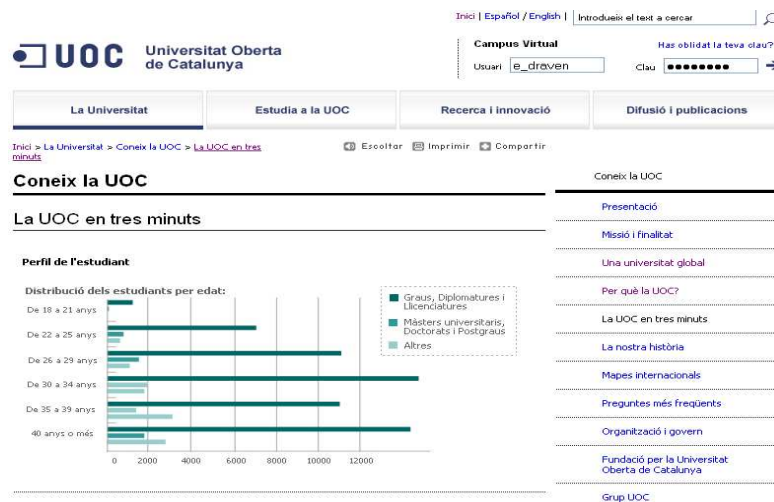 Inici | Español / English | Introdueix el text a cercar
UOC Universitat Oberta
de Catalunya
Campus Virtual Has oblidat la teva clau?
Usuari e_draven Clau ●●●●●●●●
La Universitat Estudia a la UOC Recerca i innovació Difusió i publicacions
Inici > La Universitat > Coneix la UOC > La UOC en tres
minuts
Escoltar Imprimir Compartir
Coneix la UOC
La UOC en tres minuts
Perfil de l'estudiant
Distribució dels estudiants per edat:
De 18 a 21 anys
De 22 a 25 anys
De 26 a 29 anys
De 30 a 34 anys
De 35 a 39 anys
40 anys o més
0 2000 4000 6000 8000 10000 12000
Graus, Diplomatures i
Llicenciatures
Màsters universitaris,
Doctorats i Postgraus
Altres
Coneix la UOC
Presentació
Missió i finalitat
Una universitat global
Per què la UOC?
La UOC en tres minuts
La nostra història
Mapes internacionals
Preguntes més freqüents
Organització i govern
Fundació per la Universitat
Oberta de Catalunya
Grup UOC